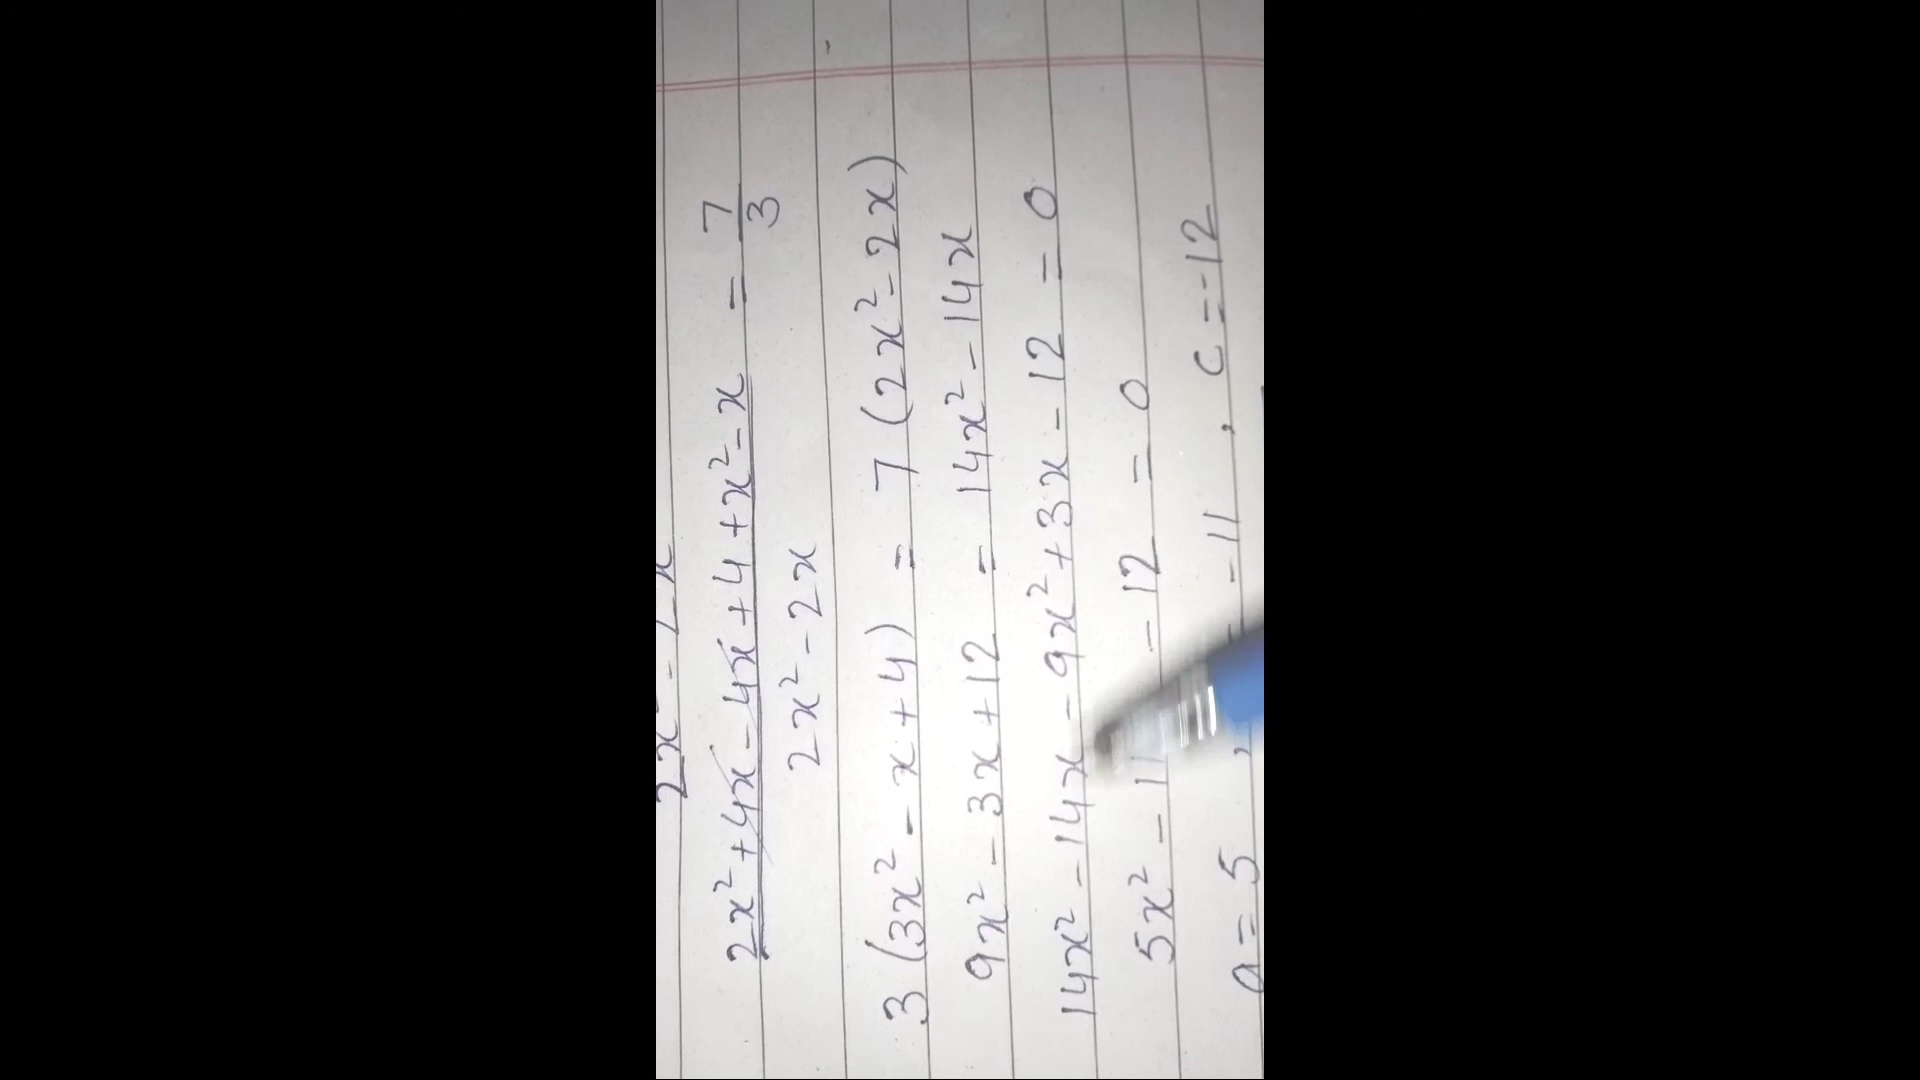 2x² + 4x - 4x + 4 + x² - x = 7
2x² - 2x 3
3 (3x² - x + 4) = 7 (2x² - 2x)
9x² - 3x + 12 = 14x² - 14x
14x² - 14x - 9x² + 3x - 12 = 0
5x² - 11 - 12 = 0
a = 5 , = -11 , c = -12